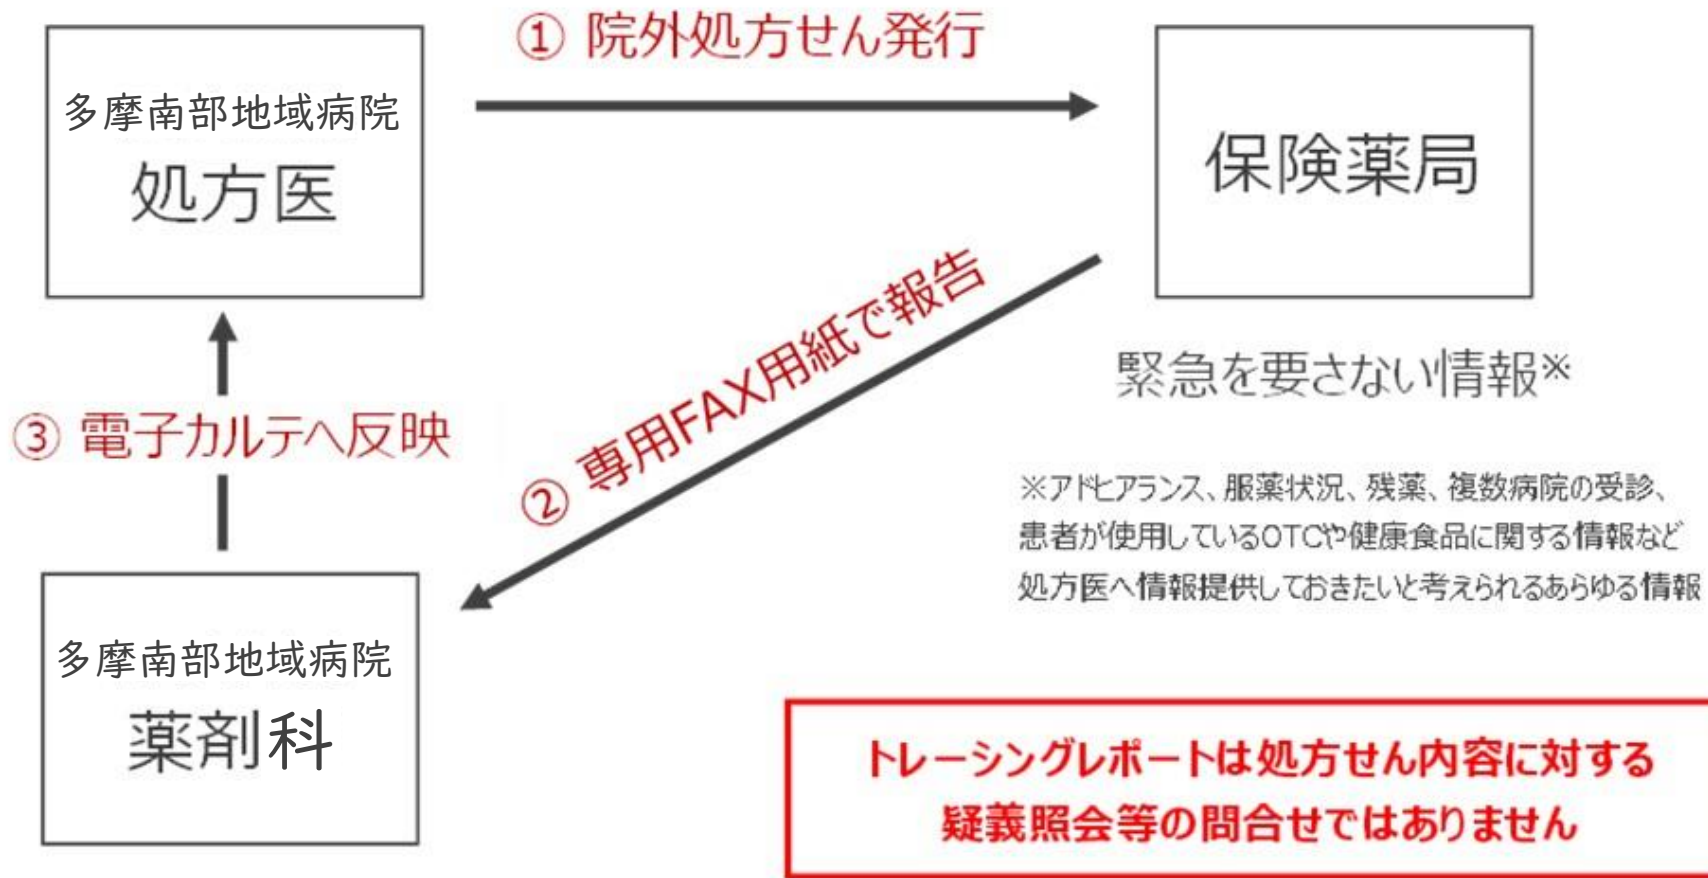 ① 院外処方せん発行
多摩南部地域病院
処方医
保険薬局
② 専用FAX用紙で報告
緊急を要さない情報※
③ 電子カルテへ反映
※アドヒアランス、服薬状況、残薬、複数病院の受診、
患者が使用しているOTCや健康食品に関する情報など
処方医へ情報提供しておきたいと考えられるあらゆる情報
多摩南部地域病院
薬剤科
トレーシングレポートは処方せん内容に対する
疑義照会等の問合せではありません